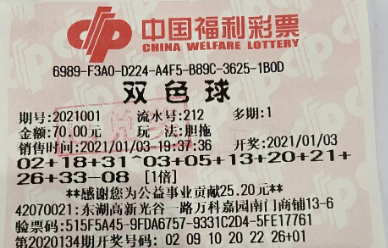 中国福利彩票
CHINA WELFARE LOTTERY
6989-F3A0-D224-A4F5-B89C-3625-1B0D
双色球
期号:2021001 流水号:212 多期:1
金额:70.00元 玩 法:胆拖
销售时间:2021/01/03-19:37:36 开奖:2021/01/03
02+18+31~03+05+13+20+21+
26+33-08 [1倍]
**感谢您为公益事业贡献25.20元**
42070021:东湖高新光谷一路万科嘉园南门商铺13-6
验票码:515F5A45-9FDA6757-9331C2D4-5FE17761
第2020134期开奖号码: 02 09 10 20 22 26+01